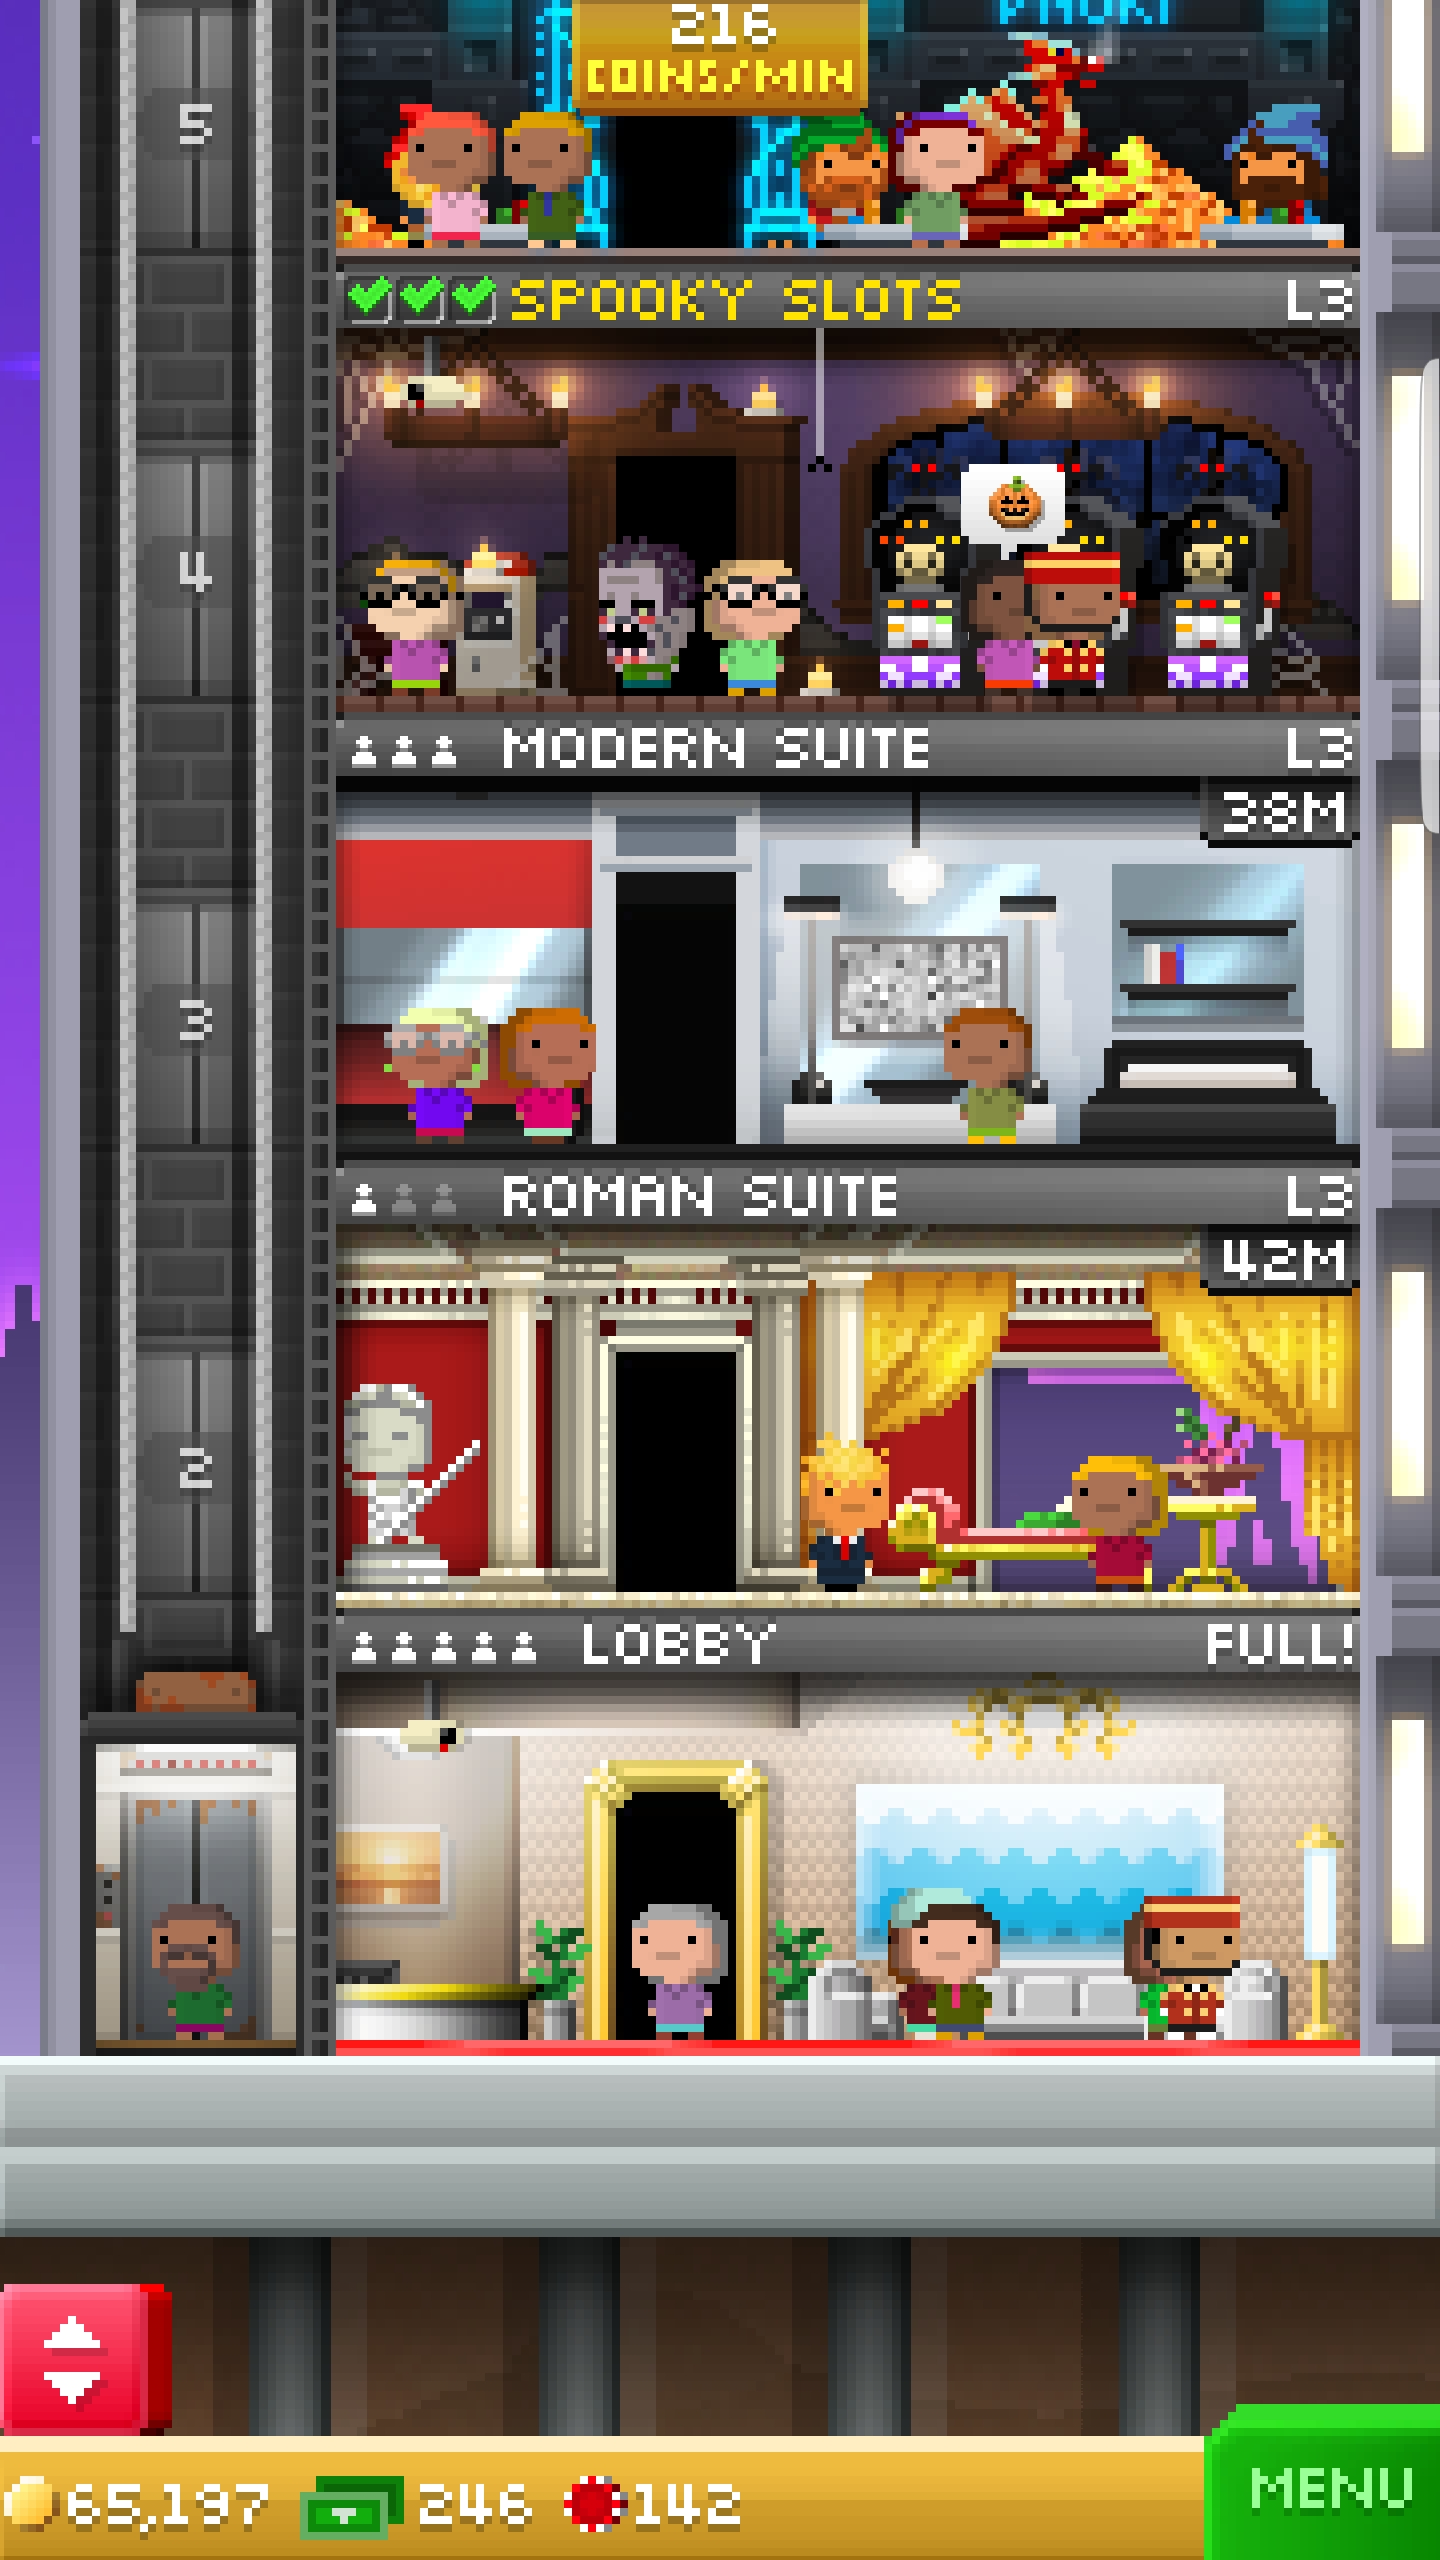 216
COINS/MIN
5
SPOOKY SLOTS L3
4
MODERN SUITE L3
38M
3
ROMAN SUITE L3
42M
2
LOBBY FULL!
65,197 246 142
MENU